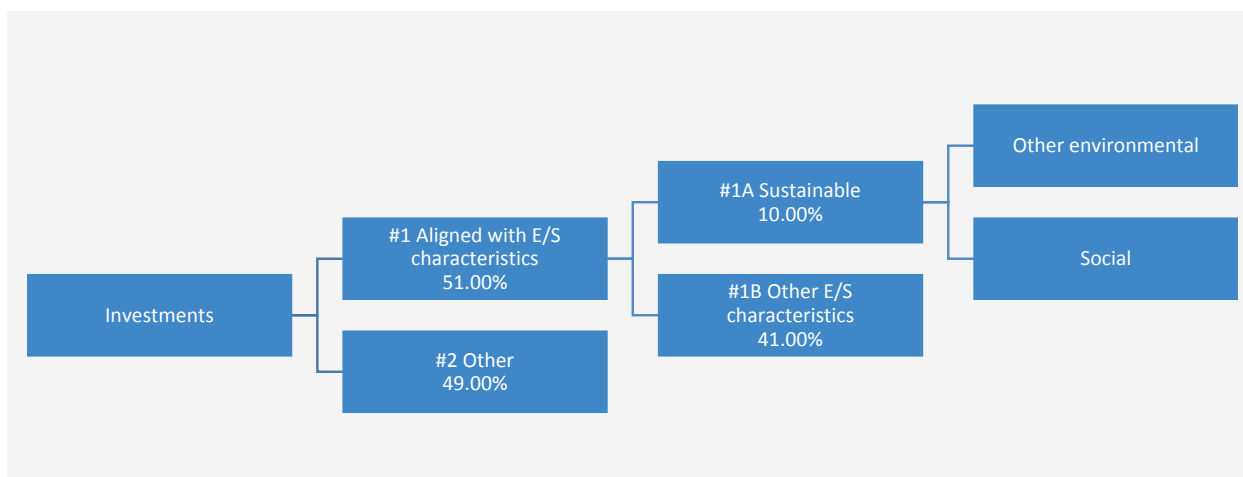 Investments
#1 Aligned with E/S
characteristics
51.00%
#2 Other
49.00%
#1A Sustainable
10.00%
#1B Other E/S
characteristics
41.00%
Other environmental
Social